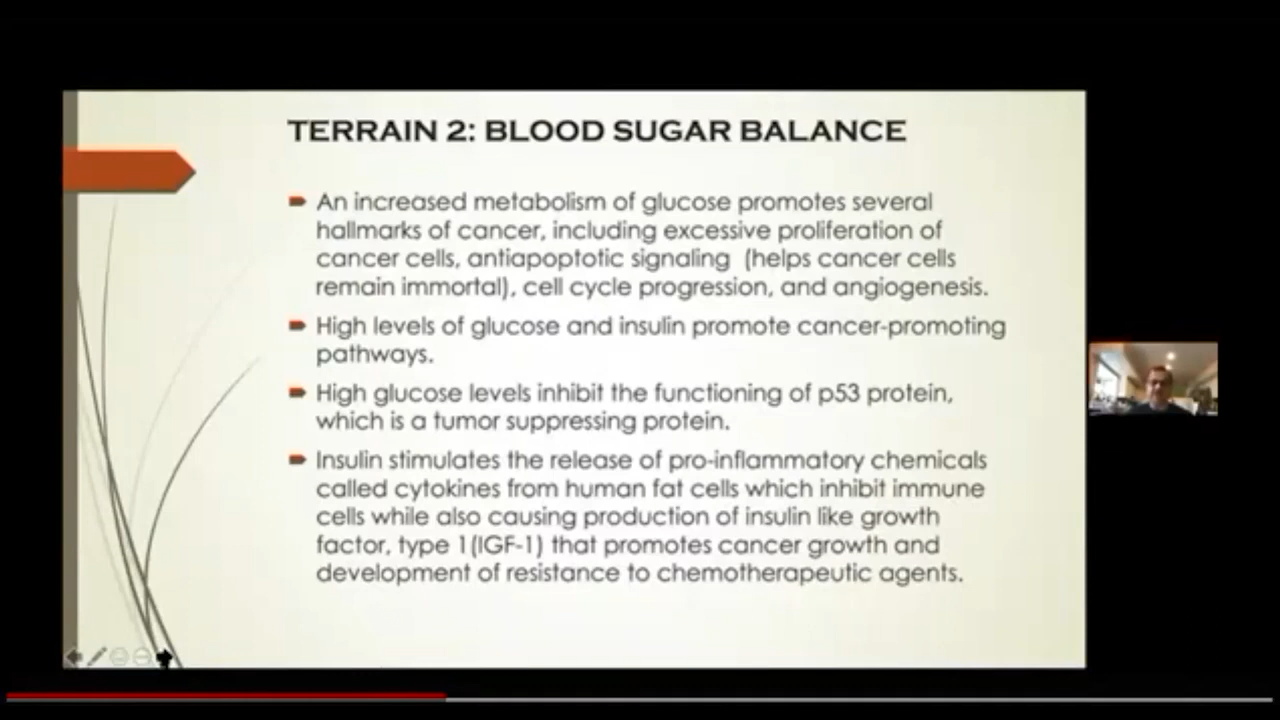 TERRAIN 2: BLOOD SUGAR BALANCE
An increased metabolism of glucose promotes several
hallmarks of cancer, including excessive proliferation of
cancer cells, antiapoptotic signaling (helps cancer cells
remain immortal), cell cycle progression, and angiogenesis.
High levels of glucose and insulin promote cancer-promoting
pathways.
High glucose levels inhibit the functioning of p53 protein,
which is a tumor suppressing protein.
Insulin stimulates the release of pro-inflammatory chemicals
called cytokines from human fat cells which inhibit immune
cells while also causing production of insulin like growth
factor, type 1(IGF-1) that promotes cancer growth and
development of resistance to chemotherapeutic agents.